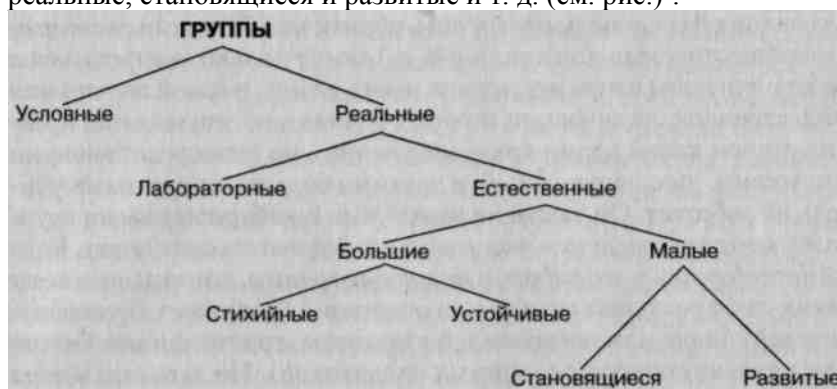 реальные, становящиеся и развитые и т. д. (см. рис.) .
ГРУППЫ
Условные Реальные
Лабораторные Естественные
Большие Малые
Стихийные Устойчивые
Становящиеся Развитые